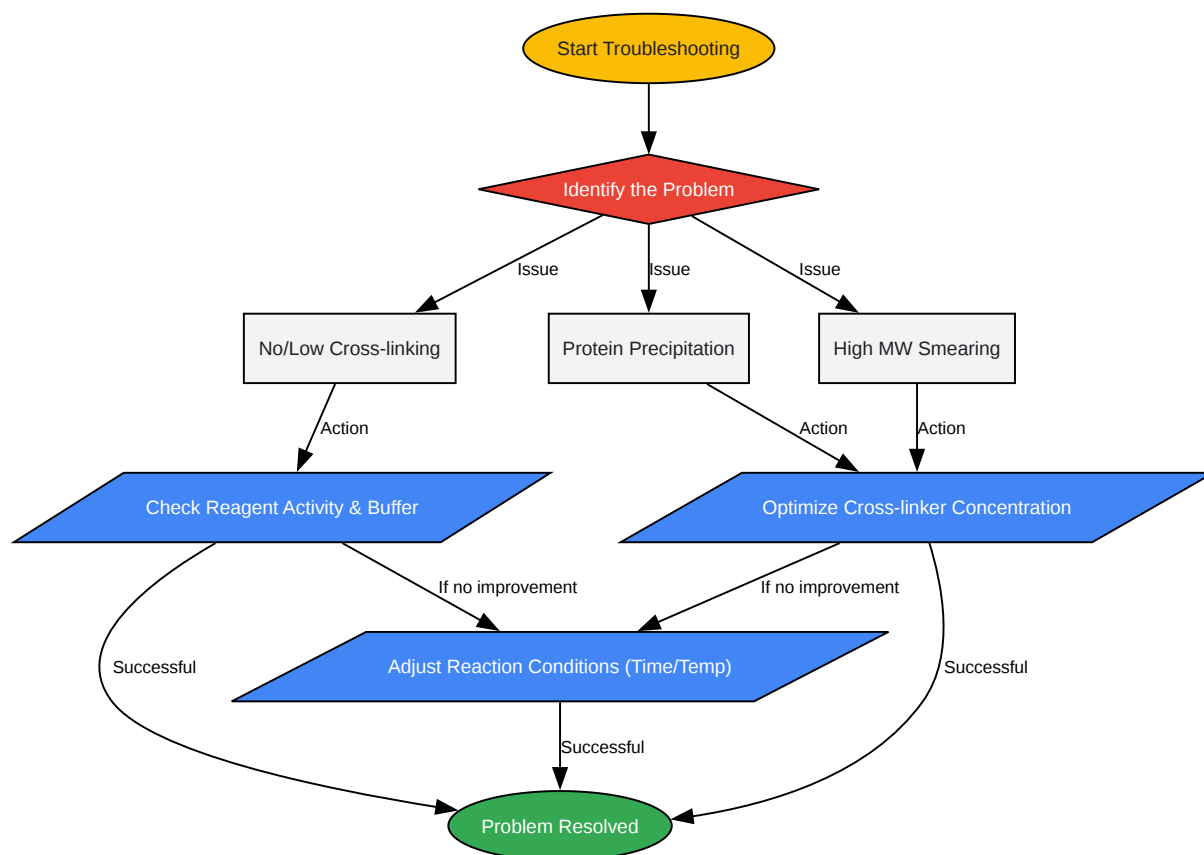 Start Troubleshooting
Identify the Problem
Issue
Issue
Issue
No/Low Cross-linking
Protein Precipitation
High MW Smearing
Action
Action
Action
Check Reagent Activity & Buffer
Optimize Cross-linker Concentration
If no improvement
If no improvement
Successful
Adjust Reaction Conditions (Time/Temp)
Successful
Successful
Problem Resolved